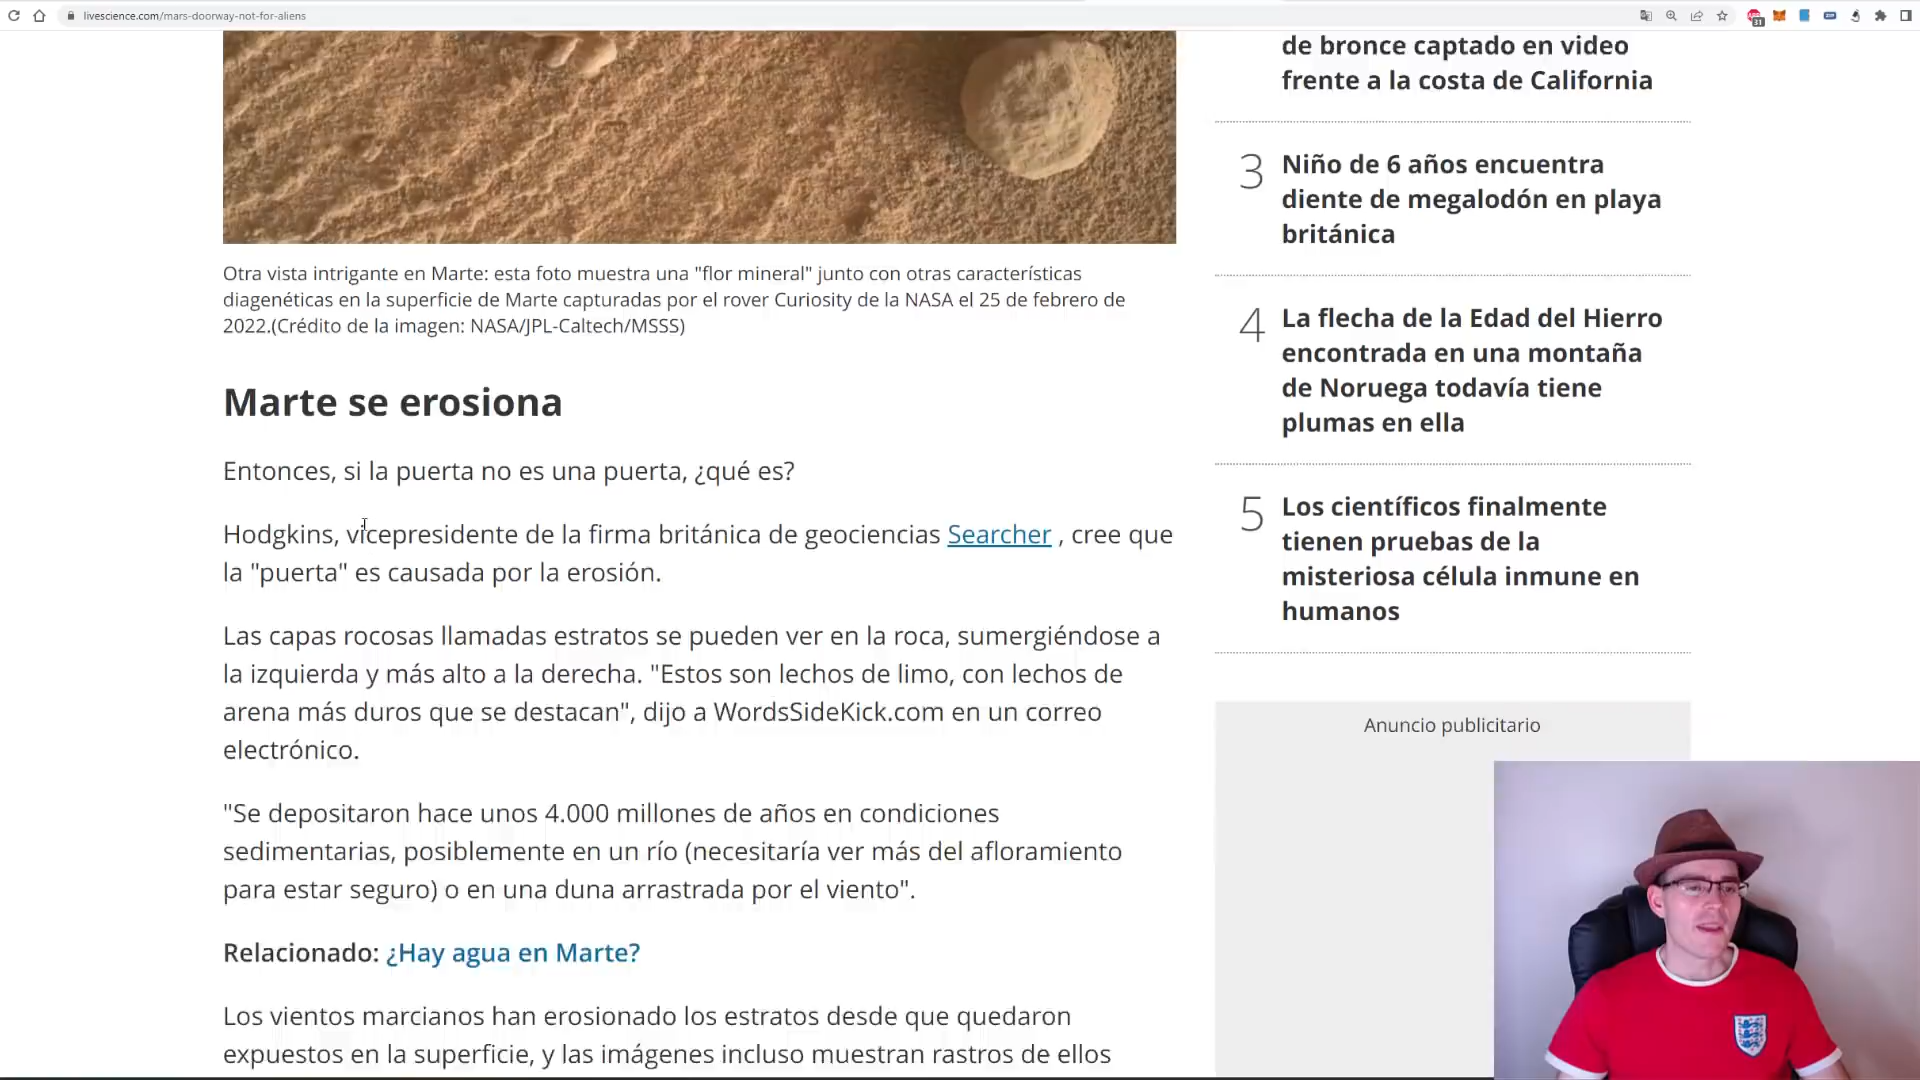 livescience.com/mars-doorway-not-for-aliens
31
Otra vista intrigante en Marte: esta foto muestra una "flor mineral" junto con otras características
diagenéticas en la superficie de Marte capturadas por el rover Curiosity de la NASA el 25 de febrero de
2022.(Crédito de la imagen: NASA/JPL-Caltech/MSSS)
Marte se erosiona
Entonces, si la puerta no es una puerta, ¿qué es?
Hodgkins, vicepresidente de la firma británica de geociencias Searcher , cree que
la "puerta" es causada por la erosión.
Las capas rocosas llamadas estratos se pueden ver en la roca, sumergiéndose a
la izquierda y más alto a la derecha. "Estos son lechos de limo, con lechos de
arena más duros que se destacan", dijo a WordsSideKick.com en un correo
electrónico.
"Se depositaron hace unos 4.000 millones de años en condiciones
sedimentarias, posiblemente en un río (necesitaría ver más del afloramiento
para estar seguro) o en una duna arrastrada por el viento".
Relacionado: ¿Hay agua en Marte?
Los vientos marcianos han erosionado los estratos desde que quedaron
expuestos en la superficie, y las imágenes incluso muestran rastros de ellos
de bronce captado en video
frente a la costa de California
3
Niño de 6 años encuentra
diente de megalodón en playa
británica
4
La flecha de la Edad del Hierro
encontrada en una montaña
de Noruega todavía tiene
plumas en ella
5
Los científicos finalmente
tienen pruebas de la
misteriosa célula inmune en
humanos
Anuncio publicitario